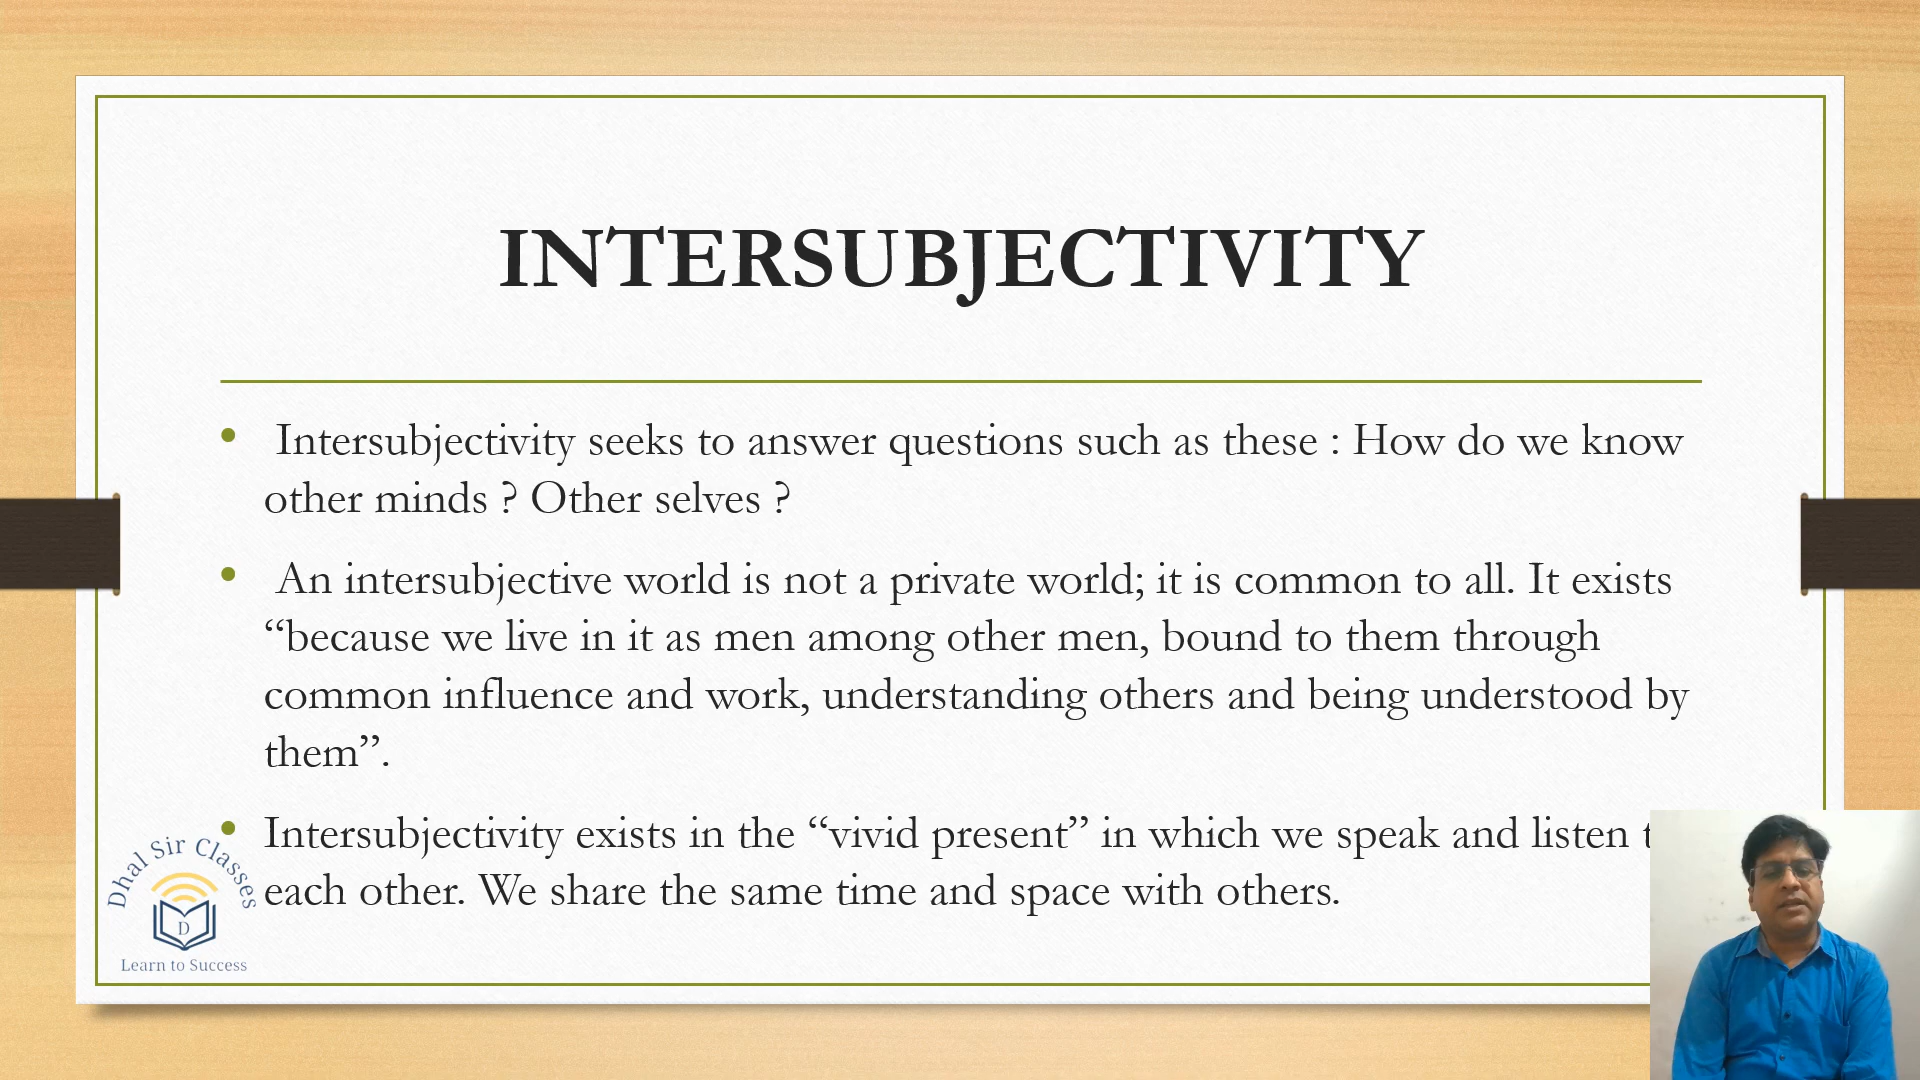 INTERSUBJECTIVITY
• Intersubjectivity seeks to answer questions such as these : How do we know
other minds ? Other selves ?
• An intersubjective world is not a private world; it is common to all. It exists
“because we live in it as men among other men, bound to them through
common influence and work, understanding others and being understood by
them”.
• Intersubjectivity exists in the “vivid present” in which we speak and listen
each other. We share the same time and space with others.
Dhal Sir Classes
D
Learn to Success